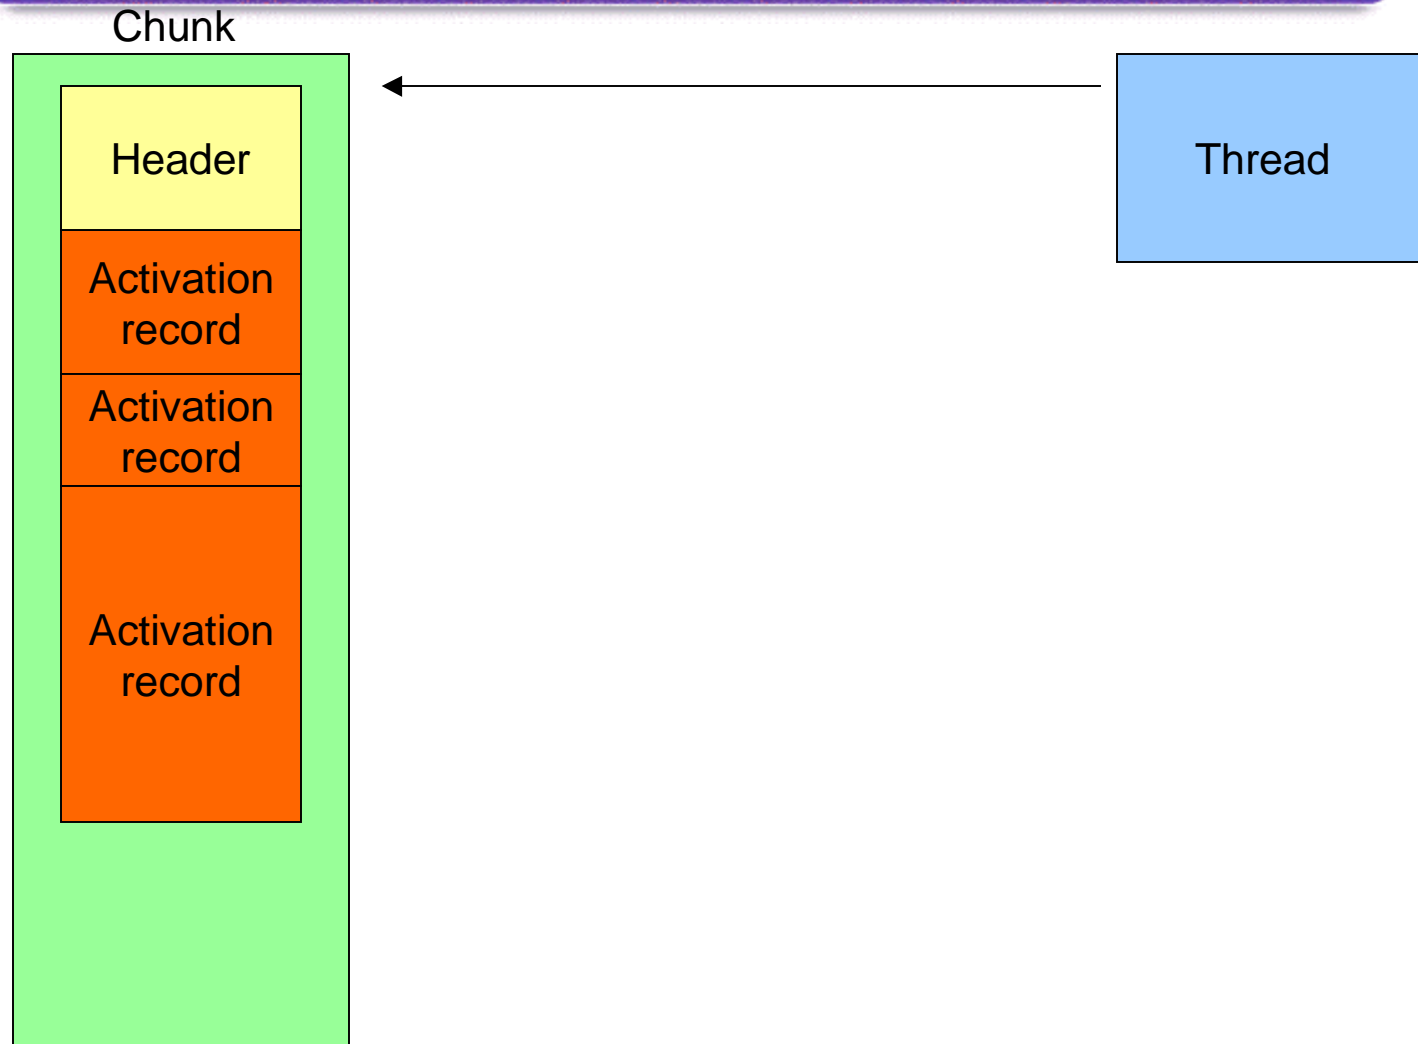 Chunk
Header
Thread
Activation
record
Activation
record
Activation
record